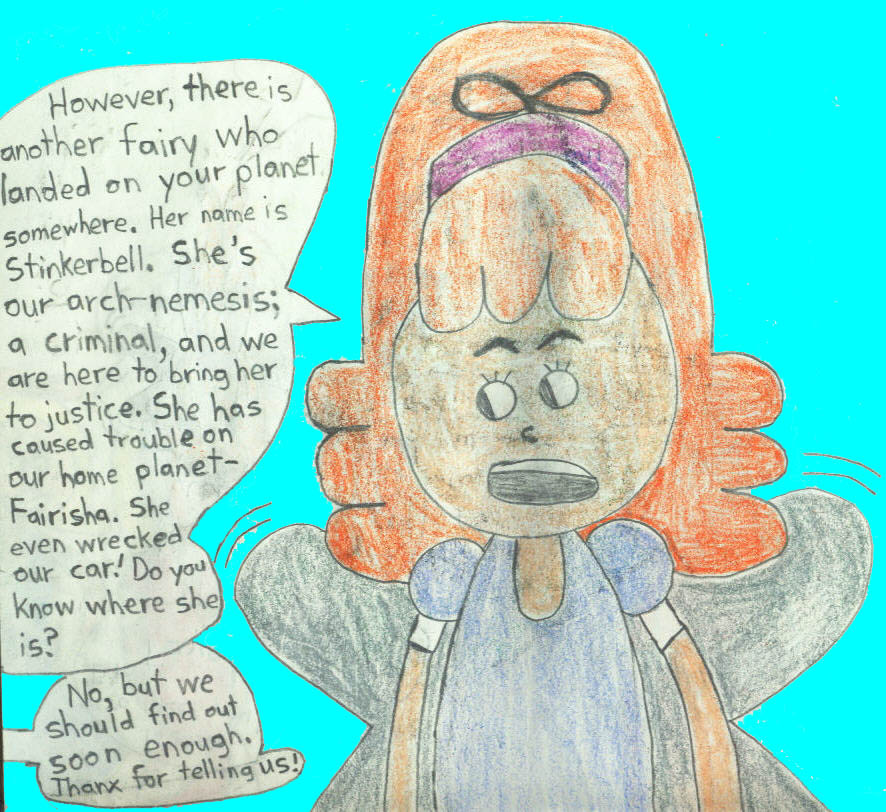 However, there is
another fairy who
landed on your planet
somewhere. Her name is
Stinkerbell. She's
our arch-nemesis;
a criminal, and we
are here to bring her
to justice. She has
caused trouble on
our home planet-
Fairisha. She
even wrecked
our car! Do you
know where she
is?
No, but we
should find out
soon enough.
Thanx for telling us!